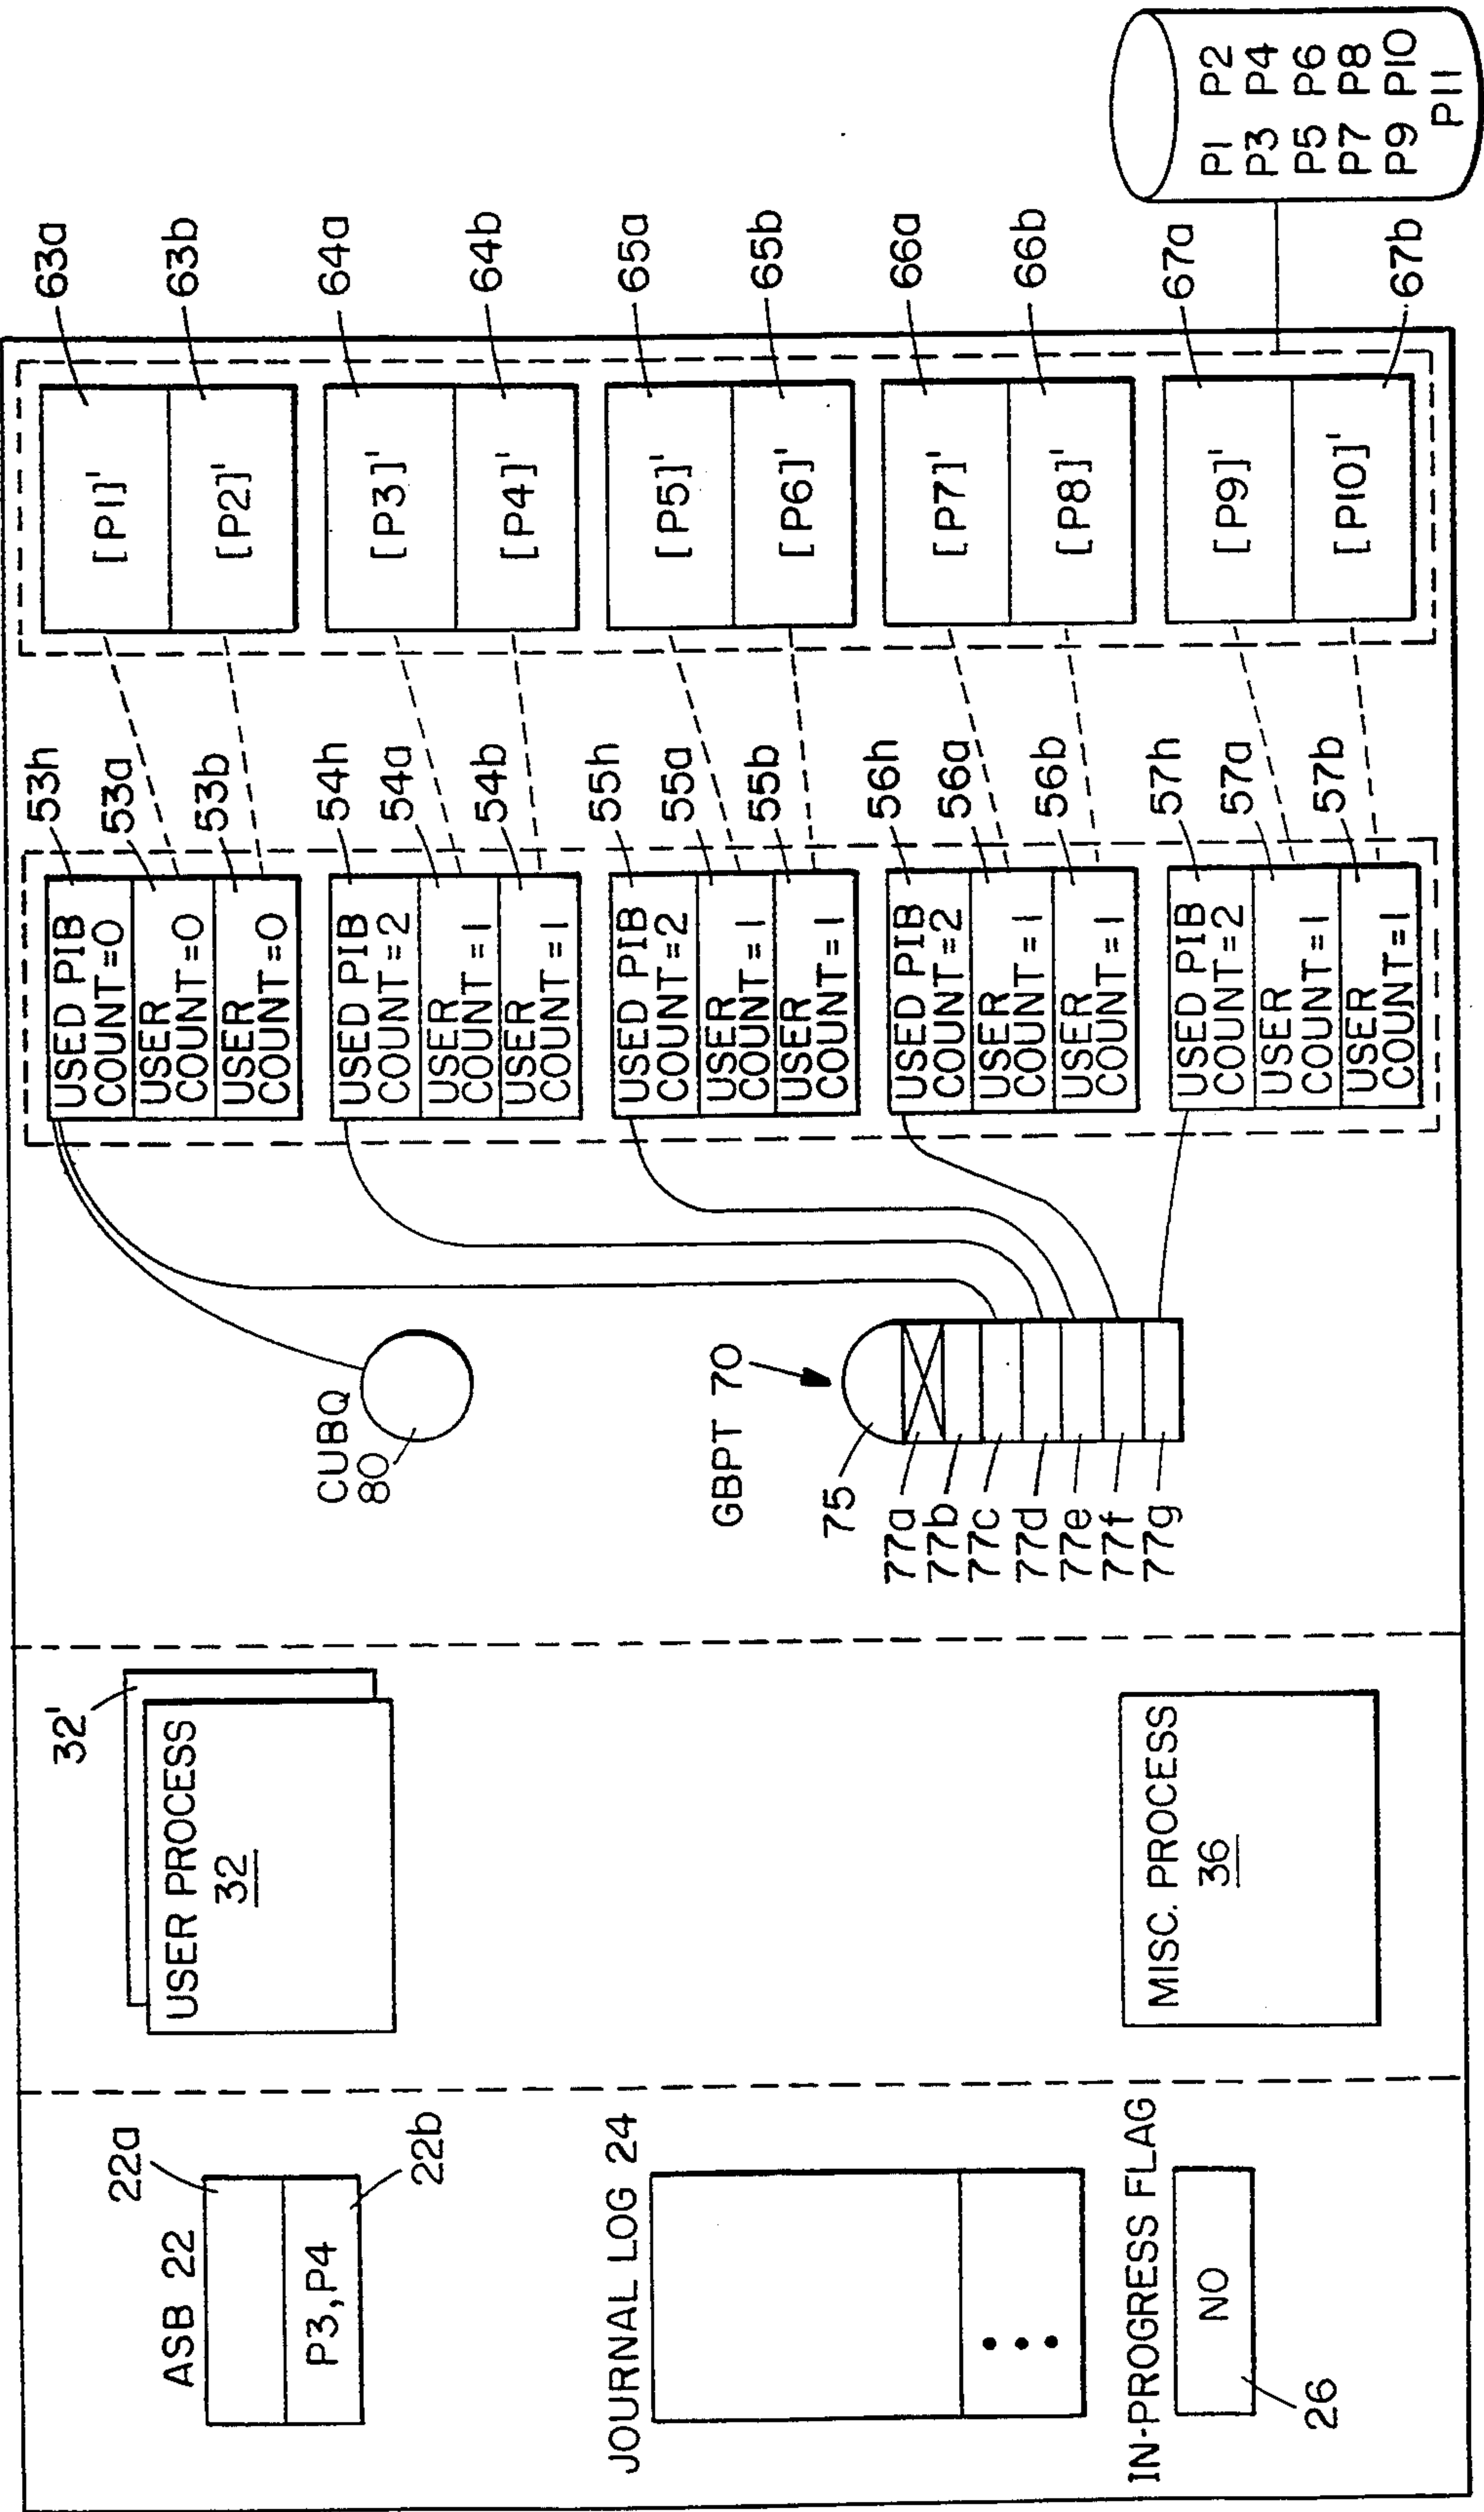 ASB 22
22a
P3,P4
22b
JOURNAL LOG 24
• • •
IN-PROGRESS FLAG
NO
26
32'
USER PROCESS
32
MISC. PROCESS
36
CUBQ
80
GBPT 70
75
77a
77b
77c
77d
77e
77f
77g
USED PIB
COUNT=0
USER
COUNT=0
USER
COUNT=0
53h
53a
53b
USED PIB
COUNT=2
USER
COUNT=1
USER
COUNT=1
54h
54a
54b
USED PIB
COUNT=2
USER
COUNT=1
USER
COUNT=1
55h
55a
55b
USED PIB
COUNT=2
USER
COUNT=1
USER
COUNT=1
56h
56a
56b
USED PIB
COUNT=2
USER
COUNT=1
USER
COUNT=1
57h
57a
57b
[P1]'
[P2]'
63a
63b
[P3]'
[P4]'
64a
64b
[P5]'
[P6]'
65a
65b
[P7]'
[P8]'
66a
66b
[P9]'
[P10]'
67a
67b
P1 P2
P3 P4
P5 P6
P7 P8
P9 P10
P11